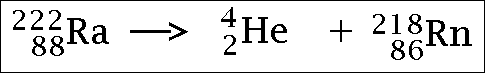 ²²²₈₈Ra ⟶ ⁴₂He + ²¹⁸₈₆Rn